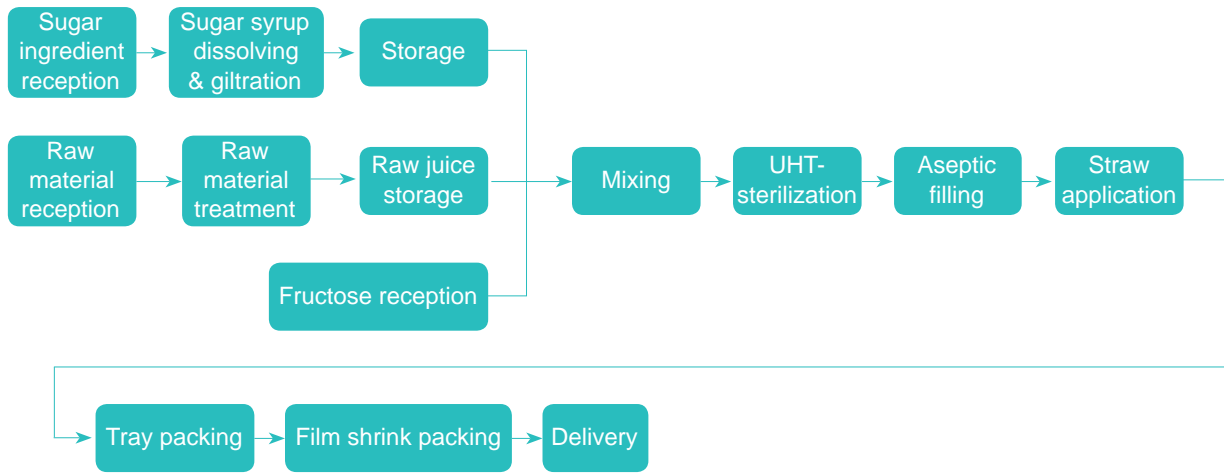 Sugar
ingredient
reception
Sugar syrup
dissolving
& giltration
Storage
Raw
material
reception
Raw
material
treatment
Raw juice
storage
Mixing
UHT-
sterilization
Aseptic
filling
Straw
application
Fructose reception
Tray packing
Film shrink packing
Delivery